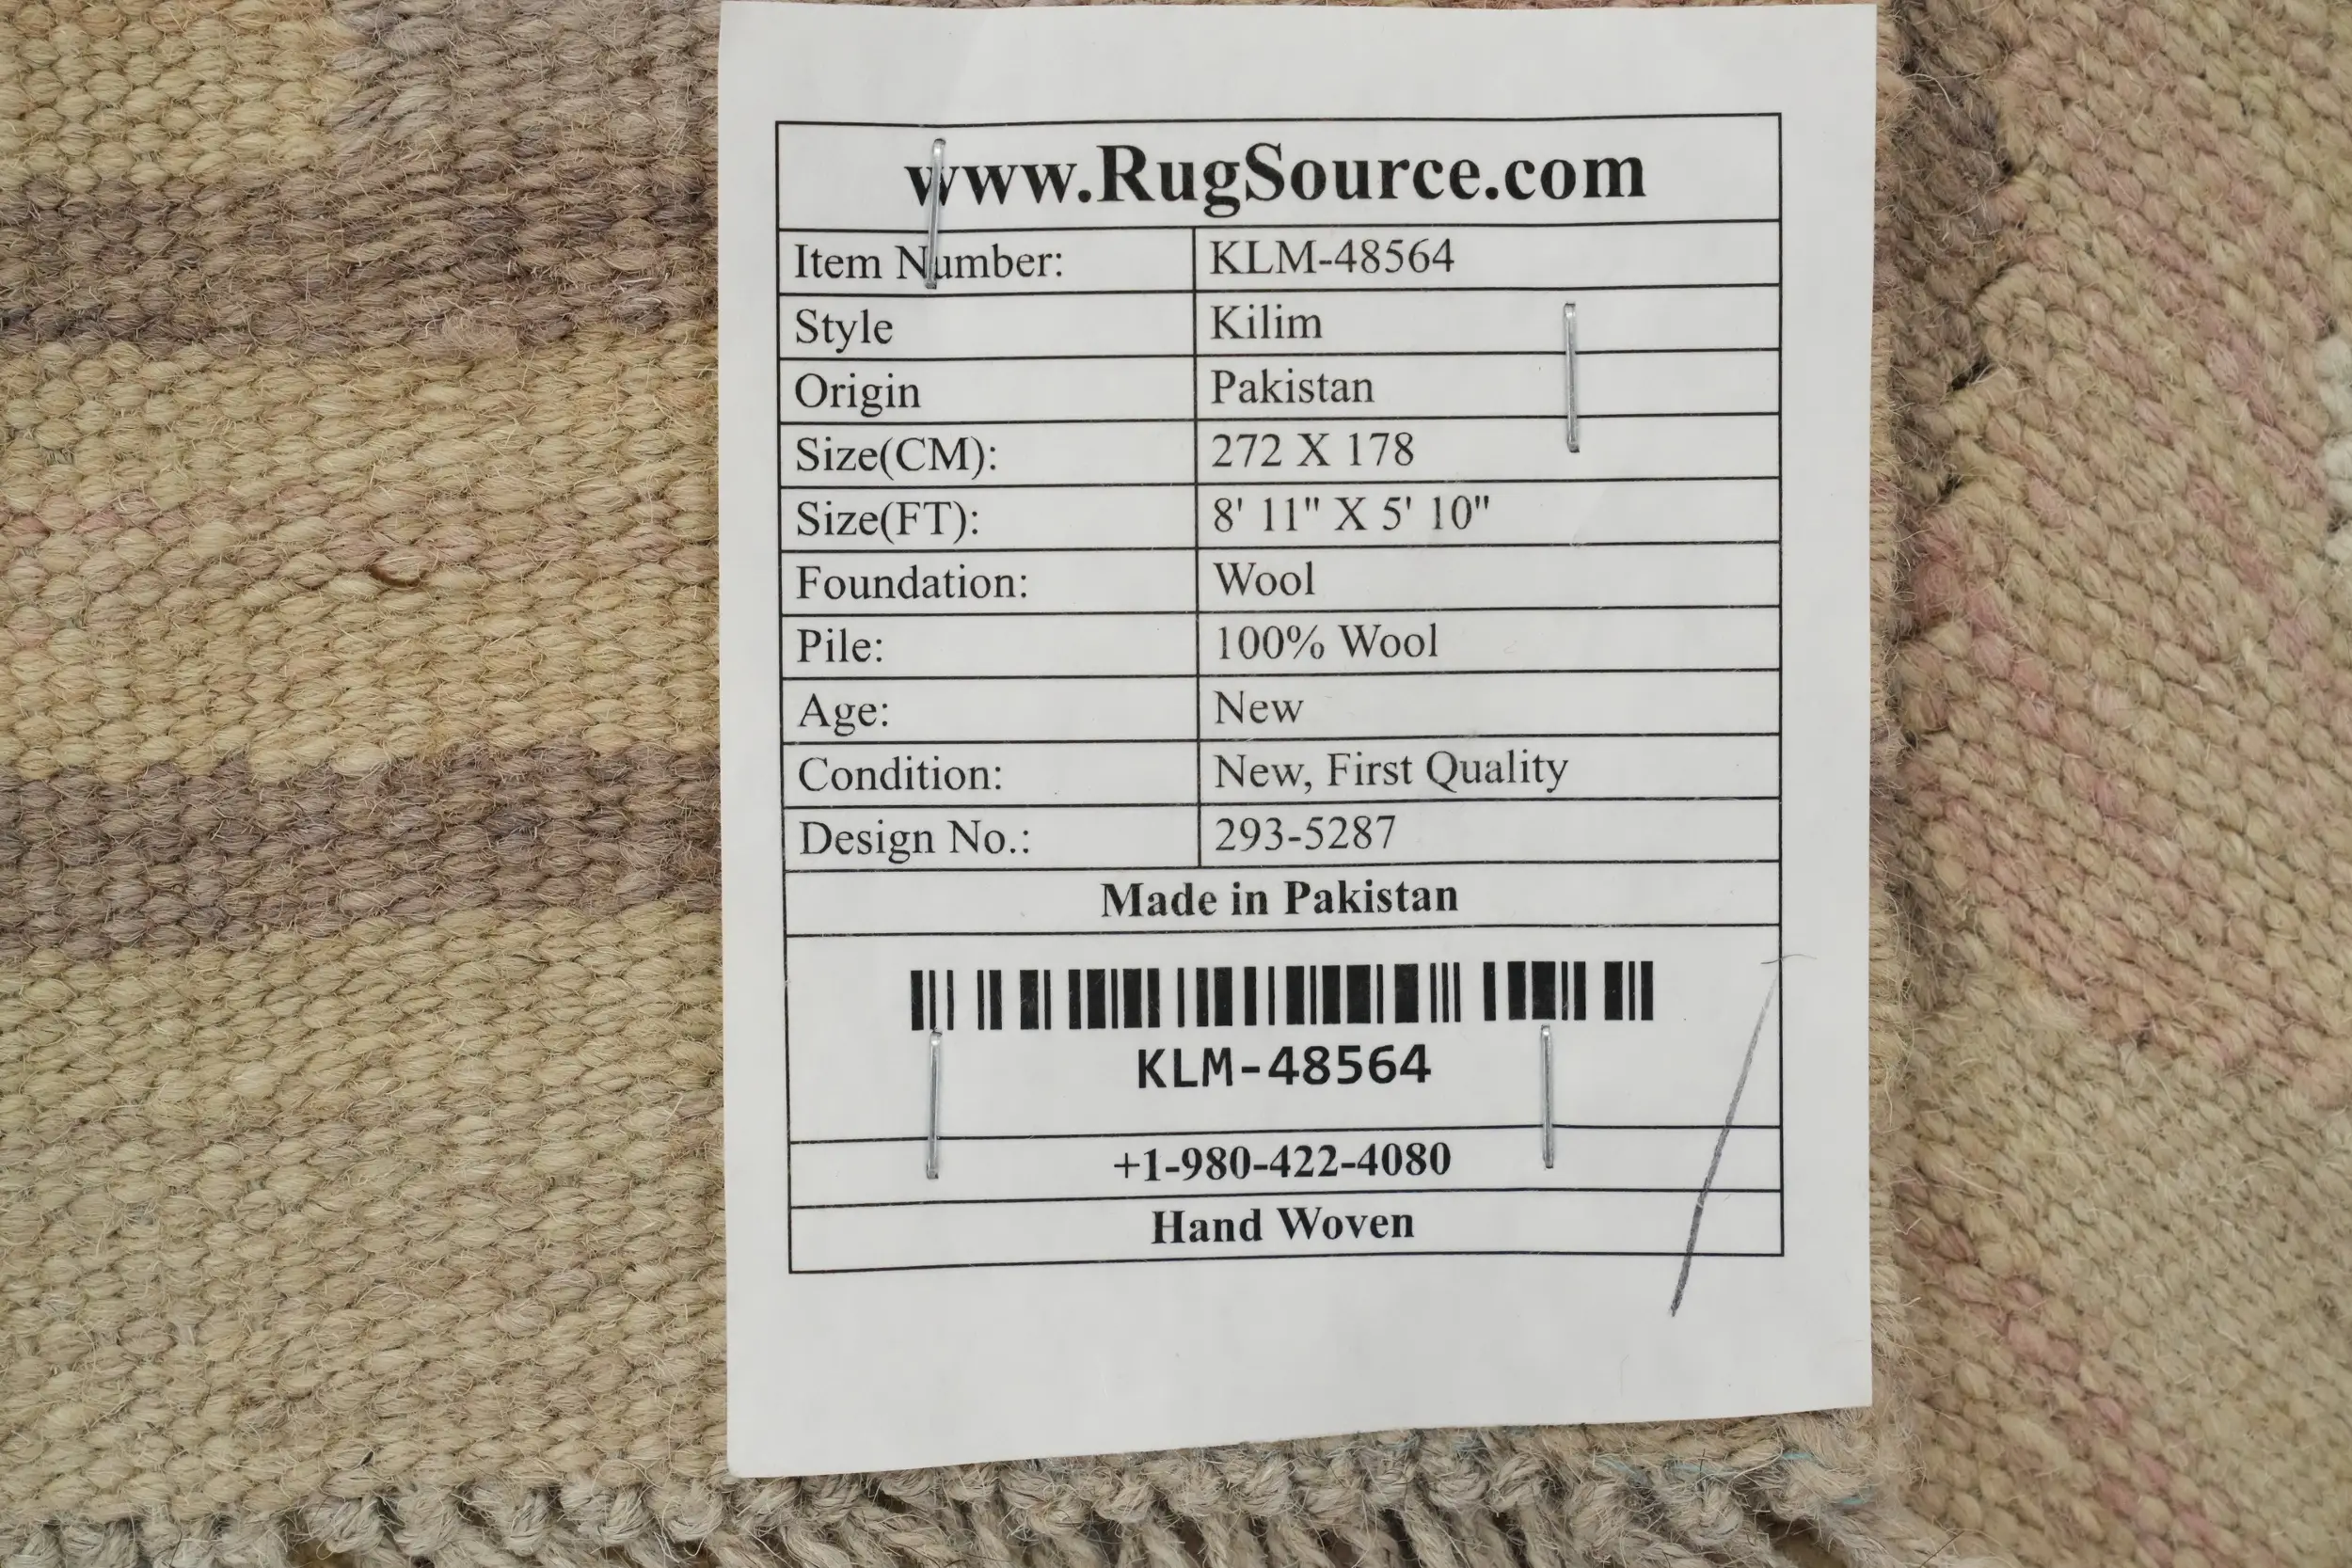 www.RugSource.com
Item Number: KLM-48564
Style Kilim
Origin Pakistan
Size(CM): 272 X 178
Size(FT): 8' 11" X 5' 10"
Foundation: Wool
Pile: 100% Wool
Age: New
Condition: New, First Quality
Design No.: 293-5287
Made in Pakistan
KLM-48564
+1-980-422-4080
Hand Woven